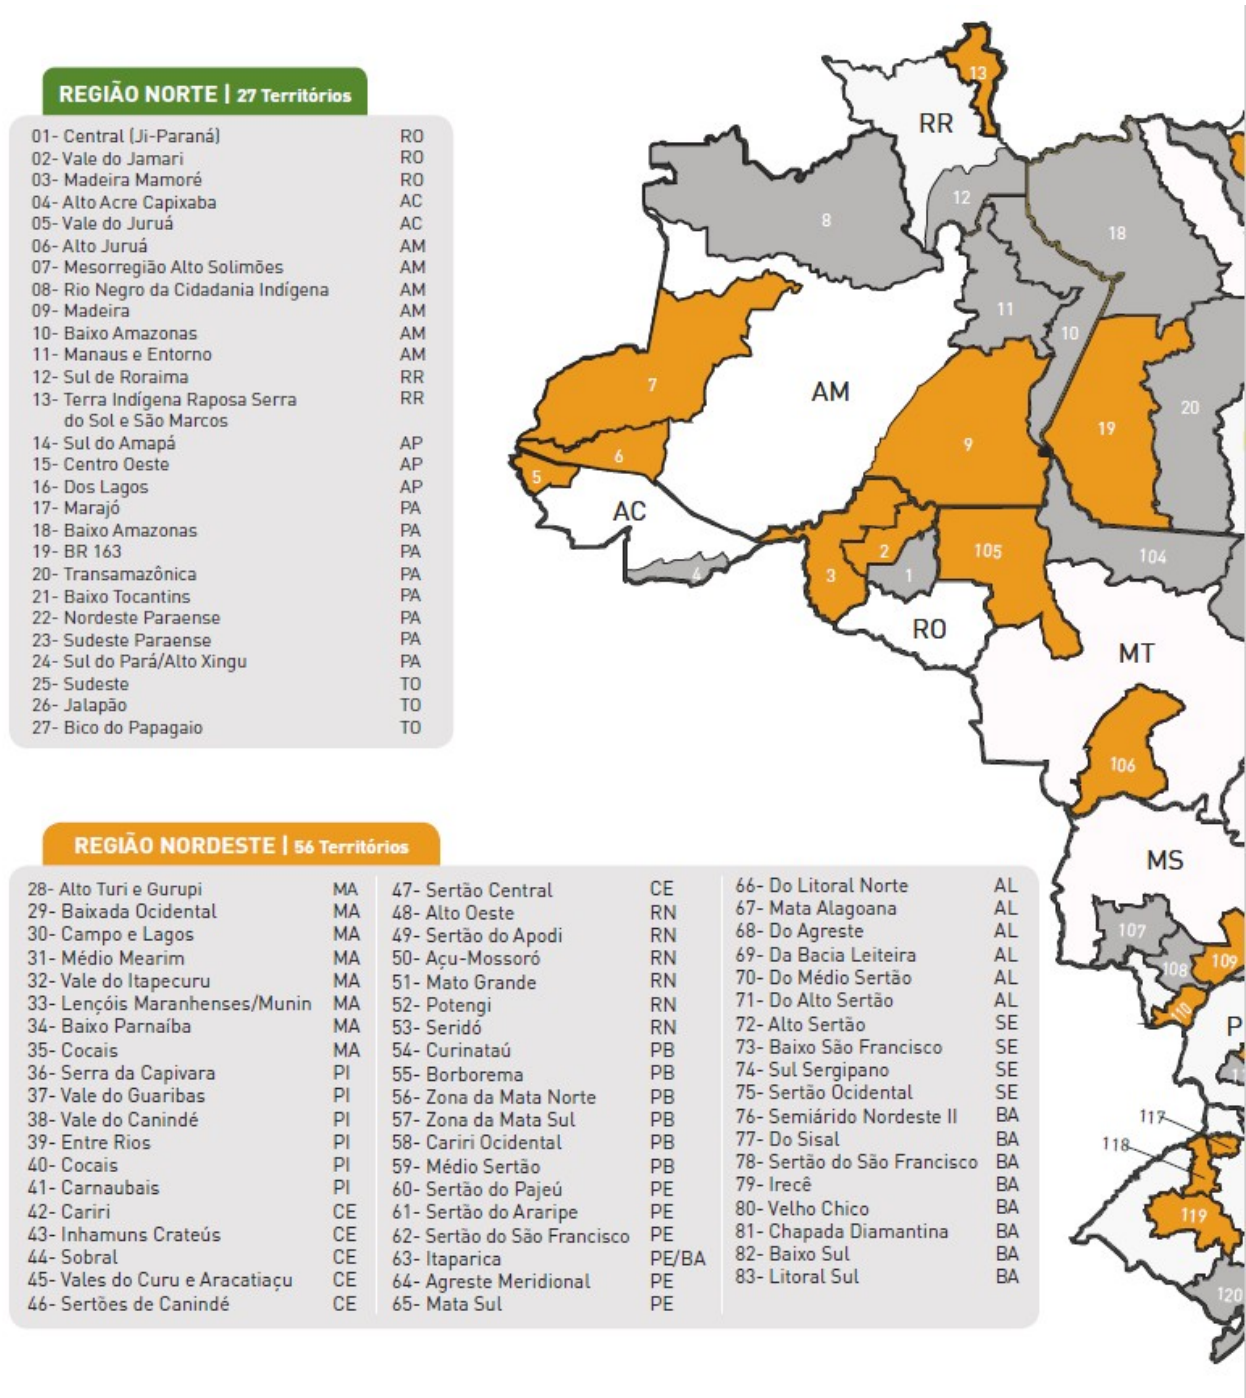 REGIÃO NORTE | 27 Territórios
01- Central (Ji-Paraná) RO
02- Vale do Jamari RO
03- Madeira Mamoré RO
04- Alto Acre Capixaba AC
05- Vale do Juruá AC
06- Alto Juruá AM
07- Mesorregião Alto Solimões AM
08- Rio Negro da Cidadania Indígena AM
09- Madeira AM
10- Baixo Amazonas AM
11- Manaus e Entorno AM
12- Sul de Roraima RR
13- Terra Indígena Raposa Serra RR
do Sol e São Marcos
14- Sul do Amapá AP
15- Centro Oeste AP
16- Dos Lagos AP
17- Marajó PA
18- Baixo Amazonas PA
19- BR 163 PA
20- Transamazônica PA
21- Baixo Tocantins PA
22- Nordeste Paraense PA
23- Sudeste Paraense PA
24- Sul do Pará/Alto Xingu PA
25- Sudeste TO
26- Jalapão TO
27- Bico do Papagaio TO
13
RR
12
8
18
11
10
7
AM
20
9
19
6
5
AC
2
105
104
3
1
4
RO
MT
106
MS
107
109
108
110
P
117
118
119
120
REGIÃO NORDESTE | 56 Territórios
28- Alto Turi e Gurupi MA
29- Baixada Ocidental MA
30- Campo e Lagos MA
31- Médio Mearim MA
32- Vale do Itapecuru MA
33- Lençóis Maranhenses/Munin MA
34- Baixo Parnaíba MA
35- Cocais MA
36- Serra da Capivara PI
37- Vale do Guaribas PI
38- Vale do Canindé PI
39- Entre Rios PI
40- Cocais PI
41- Carnaubais PI
42- Cariri CE
43- Inhamuns Crateús CE
44- Sobral CE
45- Vales do Curu e Aracatiaçu CE
46- Sertões de Canindé CE
47- Sertão Central CE
48- Alto Oeste RN
49- Sertão do Apodi RN
50- Açu-Mossoró RN
51- Mato Grande RN
52- Potengi RN
53- Seridó RN
54- Curinataú PB
55- Borborema PB
56- Zona da Mata Norte PB
57- Zona da Mata Sul PB
58- Cariri Ocidental PB
59- Médio Sertão PB
60- Sertão do Pajeú PE
61- Sertão do Araripe PE
62- Sertão do São Francisco PE
63- Itaparica PE/BA
64- Agreste Meridional PE
65- Mata Sul PE
66- Do Litoral Norte AL
67- Mata Alagoana AL
68- Do Agreste AL
69- Da Bacia Leiteira AL
70- Do Médio Sertão AL
71- Do Alto Sertão AL
72- Alto Sertão SE
73- Baixo São Francisco SE
74- Sul Sergipano SE
75- Sertão Ocidental SE
76- Semiárido Nordeste II BA
77- Do Sisal BA
78- Sertão do São Francisco BA
79- Irecê BA
80- Velho Chico BA
81- Chapada Diamantina BA
82- Baixo Sul BA
83- Litoral Sul BA